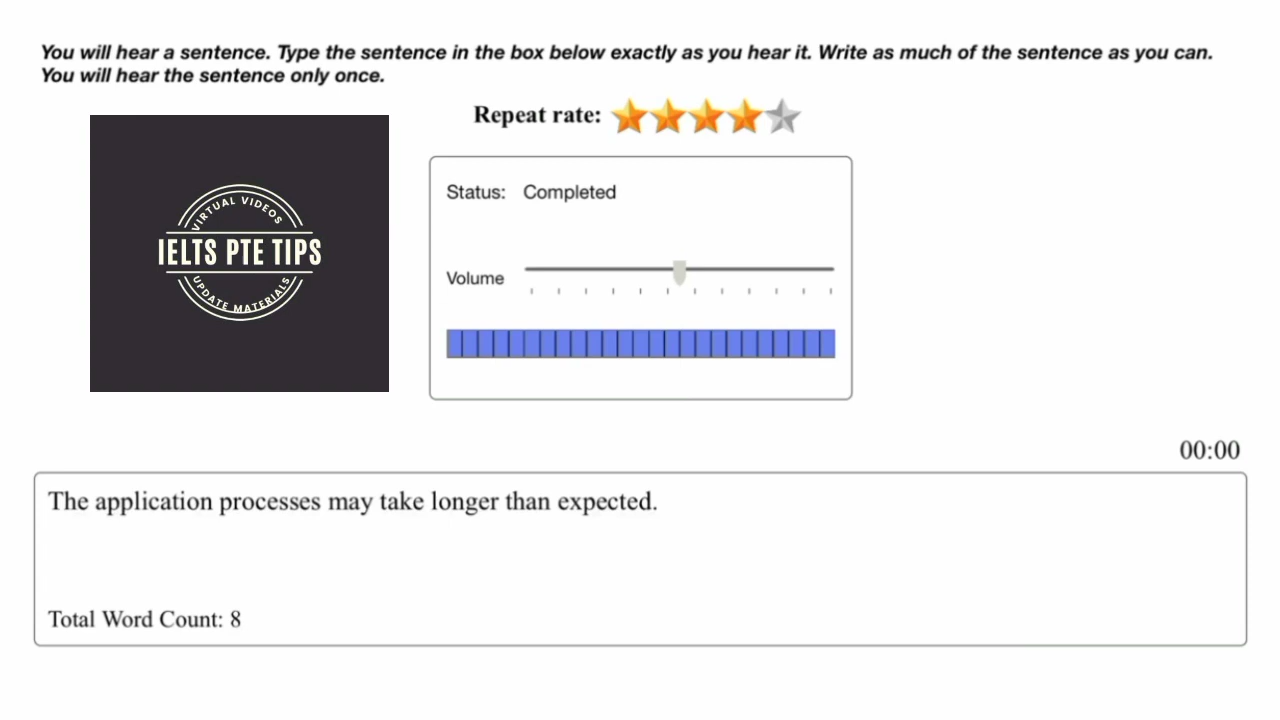 You will hear a sentence. Type the sentence in the box below exactly as you hear it. Write as much of the sentence as you can.
You will hear the sentence only once.
Repeat rate:
VIRTUAL VIDEOS
IELTS PTE TIPS
UPDATE MATERIALS
Status: Completed
Volume
00:00
The application processes may take longer than expected.
Total Word Count: 8